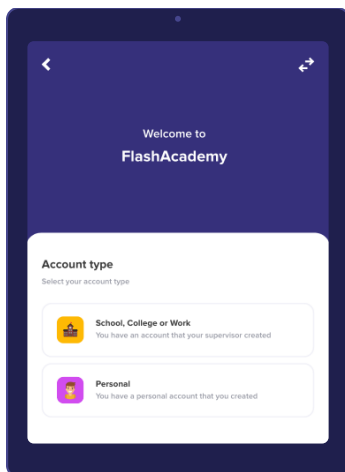 Welcome to
FlashAcademy
Account type
Select your account type
School, College or Work
You have an account that your supervisor created
Personal
You have a personal account that you created